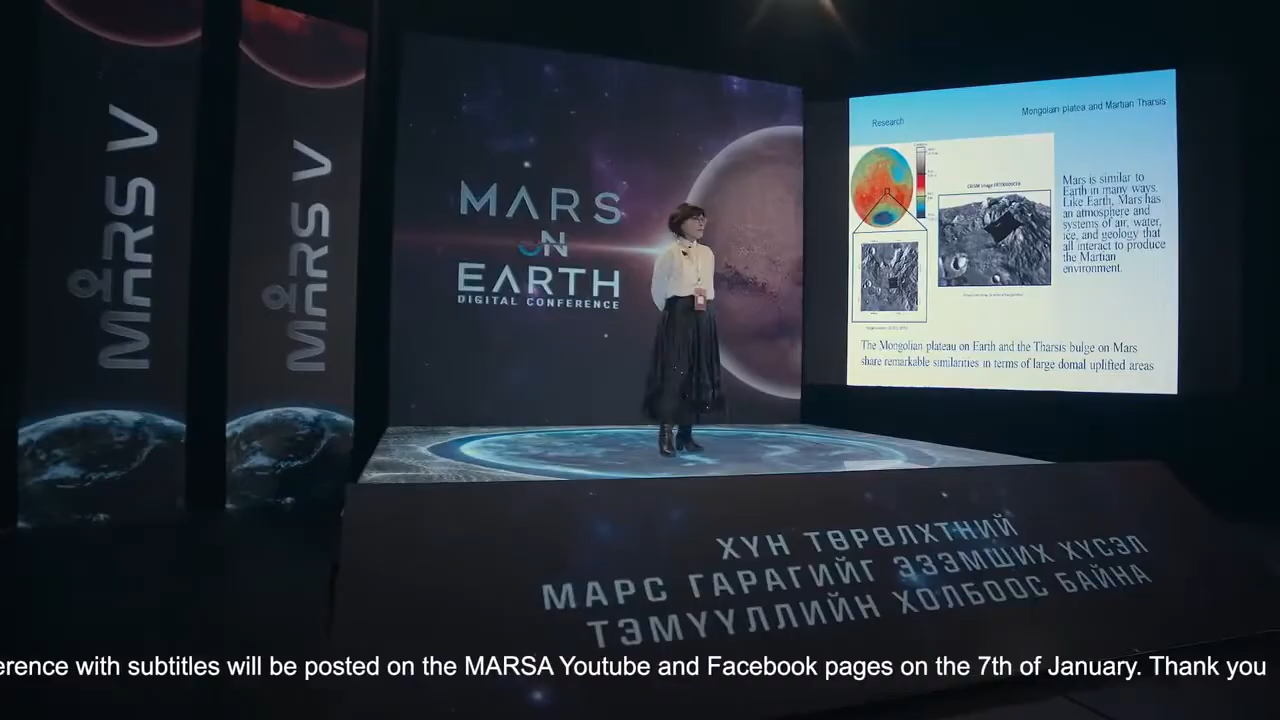 MARS V
MARS V
MARS
ON
EARTH
DIGITAL CONFERENCE
Research
Mongolain platea and Martian Tharsis
Mars is similar to
Earth in many ways.
Like Earth, Mars has
an atmosphere and
systems of air, water,
ice, and geology that
all interact to produce
the Martian
environment.
The Mongolian plateau on Earth and the Tharsis bulge on Mars
share remarkable similarities in terms of large domal uplifted areas
ХҮН ТӨРӨЛХТНИЙ
МАРС ГАРАГИЙГ ЭЗЭМШИХ ХҮСЭЛ
ТЭМҮҮЛЛИЙН ХОЛБООС БАЙНА
erence with subtitles will be posted on the MARSA Youtube and Facebook pages on the 7th of January. Thank you